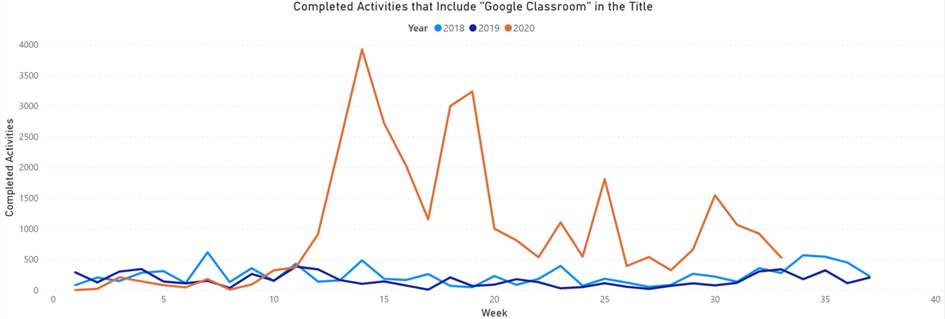 Completed Activities that Include "Google Classroom" in the Title
Year 2018 2019 2020
4000
3500
3000
2500
2000
1500
1000
500
0
Completed Activities
0 5 10 15 20 25 30 35 40
Week